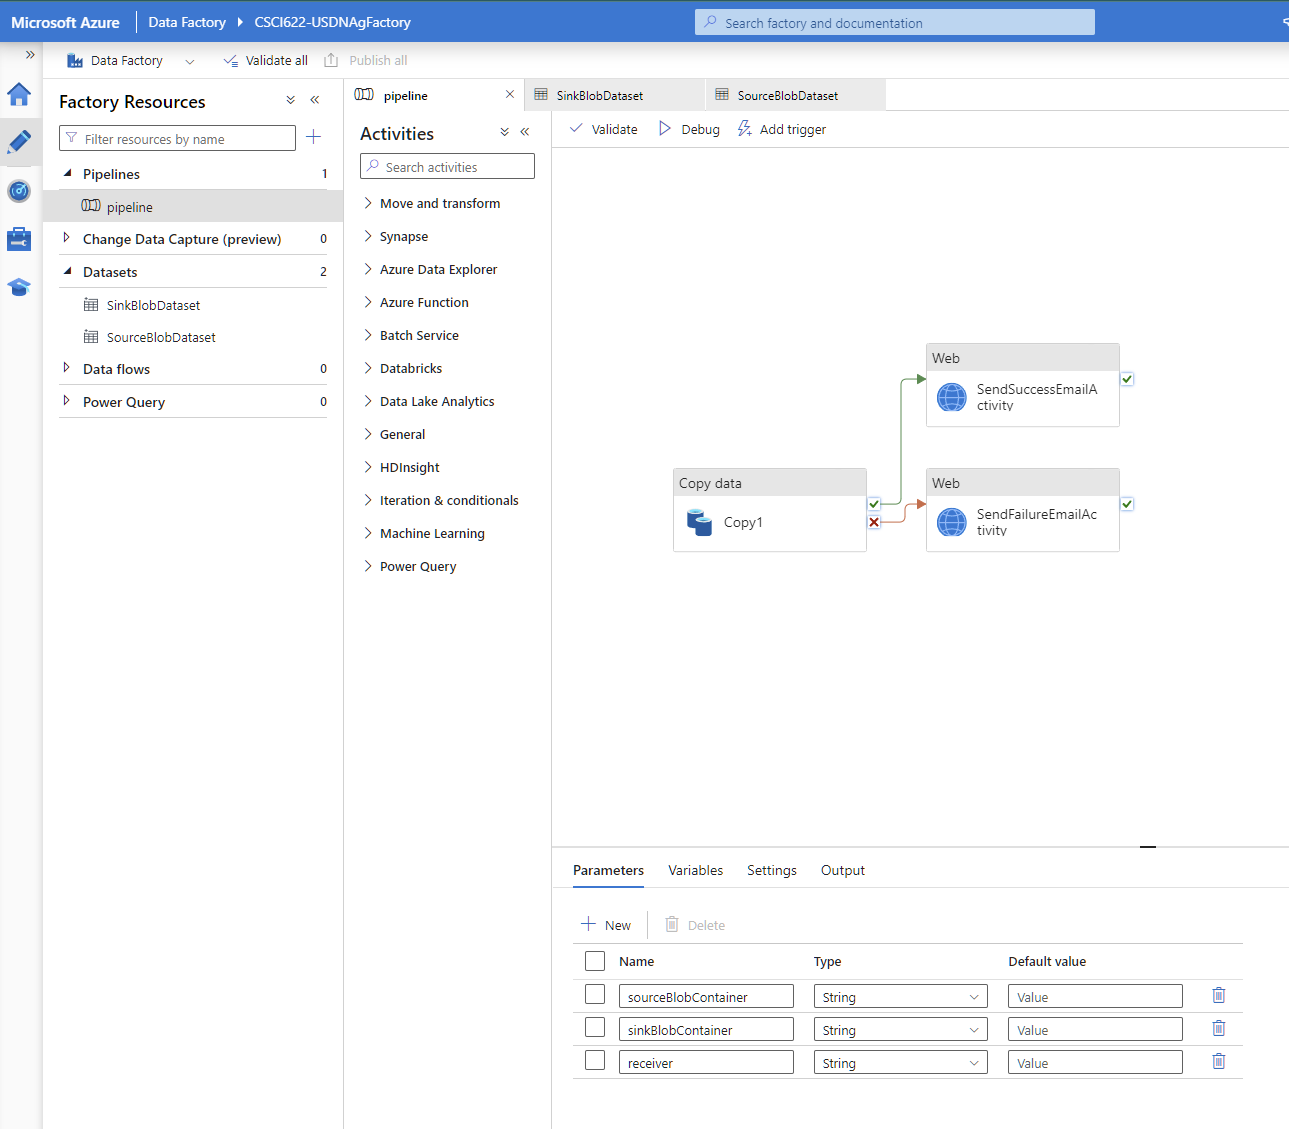 Microsoft Azure
Data Factory
CSCI622-USDNAgFactory
Search factory and documentation
Data Factory
Validate all
Publish all
Factory Resources
Filter resources by name
Pipelines
1
pipeline
Change Data Capture (preview)
0
Datasets
2
SinkBlobDataset
SourceBlobDataset
Data flows
0
Power Query
0
pipeline
SinkBlobDataset
SourceBlobDataset
Activities
Search activities
Move and transform
Synapse
Azure Data Explorer
Azure Function
Batch Service
Databricks
Data Lake Analytics
General
HDInsight
Iteration & conditionals
Machine Learning
Power Query
Validate
Debug
Add trigger
Web
SendSuccessEmailA
ctivity
Copy data
Copy1
Web
SendFailureEmailAc
tivity
Parameters
Variables
Settings
Output
New
Delete
Name
Type
Default value
sourceBlobContainer
String
Value
sinkBlobContainer
String
Value
receiver
String
Value